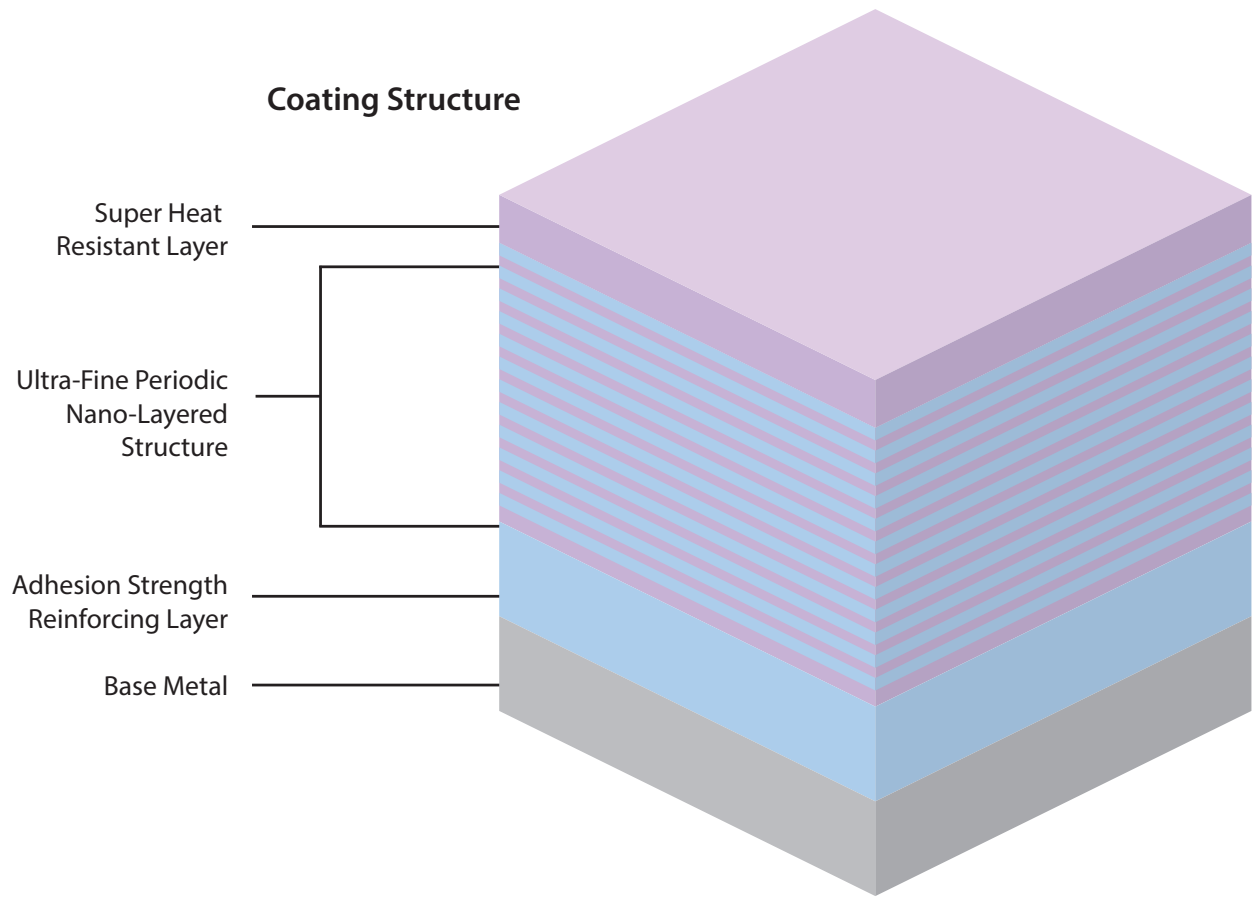 Coating Structure
Super Heat
Resistant Layer
Ultra-Fine Periodic
Nano-Layered
Structure
Adhesion Strength
Reinforcing Layer
Base Metal